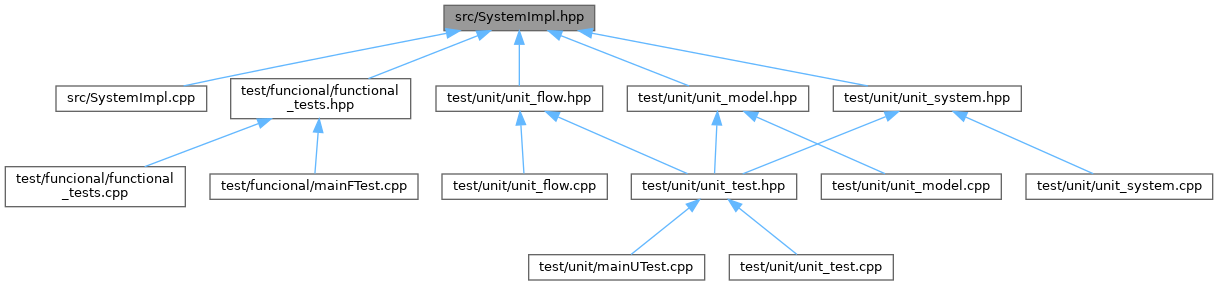 src/SystemImpl.hpp
src/SystemImpl.cpp
test/funcional/functional
_tests.hpp
test/unit/unit_flow.hpp
test/unit/unit_model.hpp
test/unit/unit_system.hpp
test/funcional/functional
_tests.cpp
test/funcional/mainFTest.cpp
test/unit/unit_flow.cpp
test/unit/unit_test.hpp
test/unit/unit_model.cpp
test/unit/unit_system.cpp
test/unit/mainUTest.cpp
test/unit/unit_test.cpp